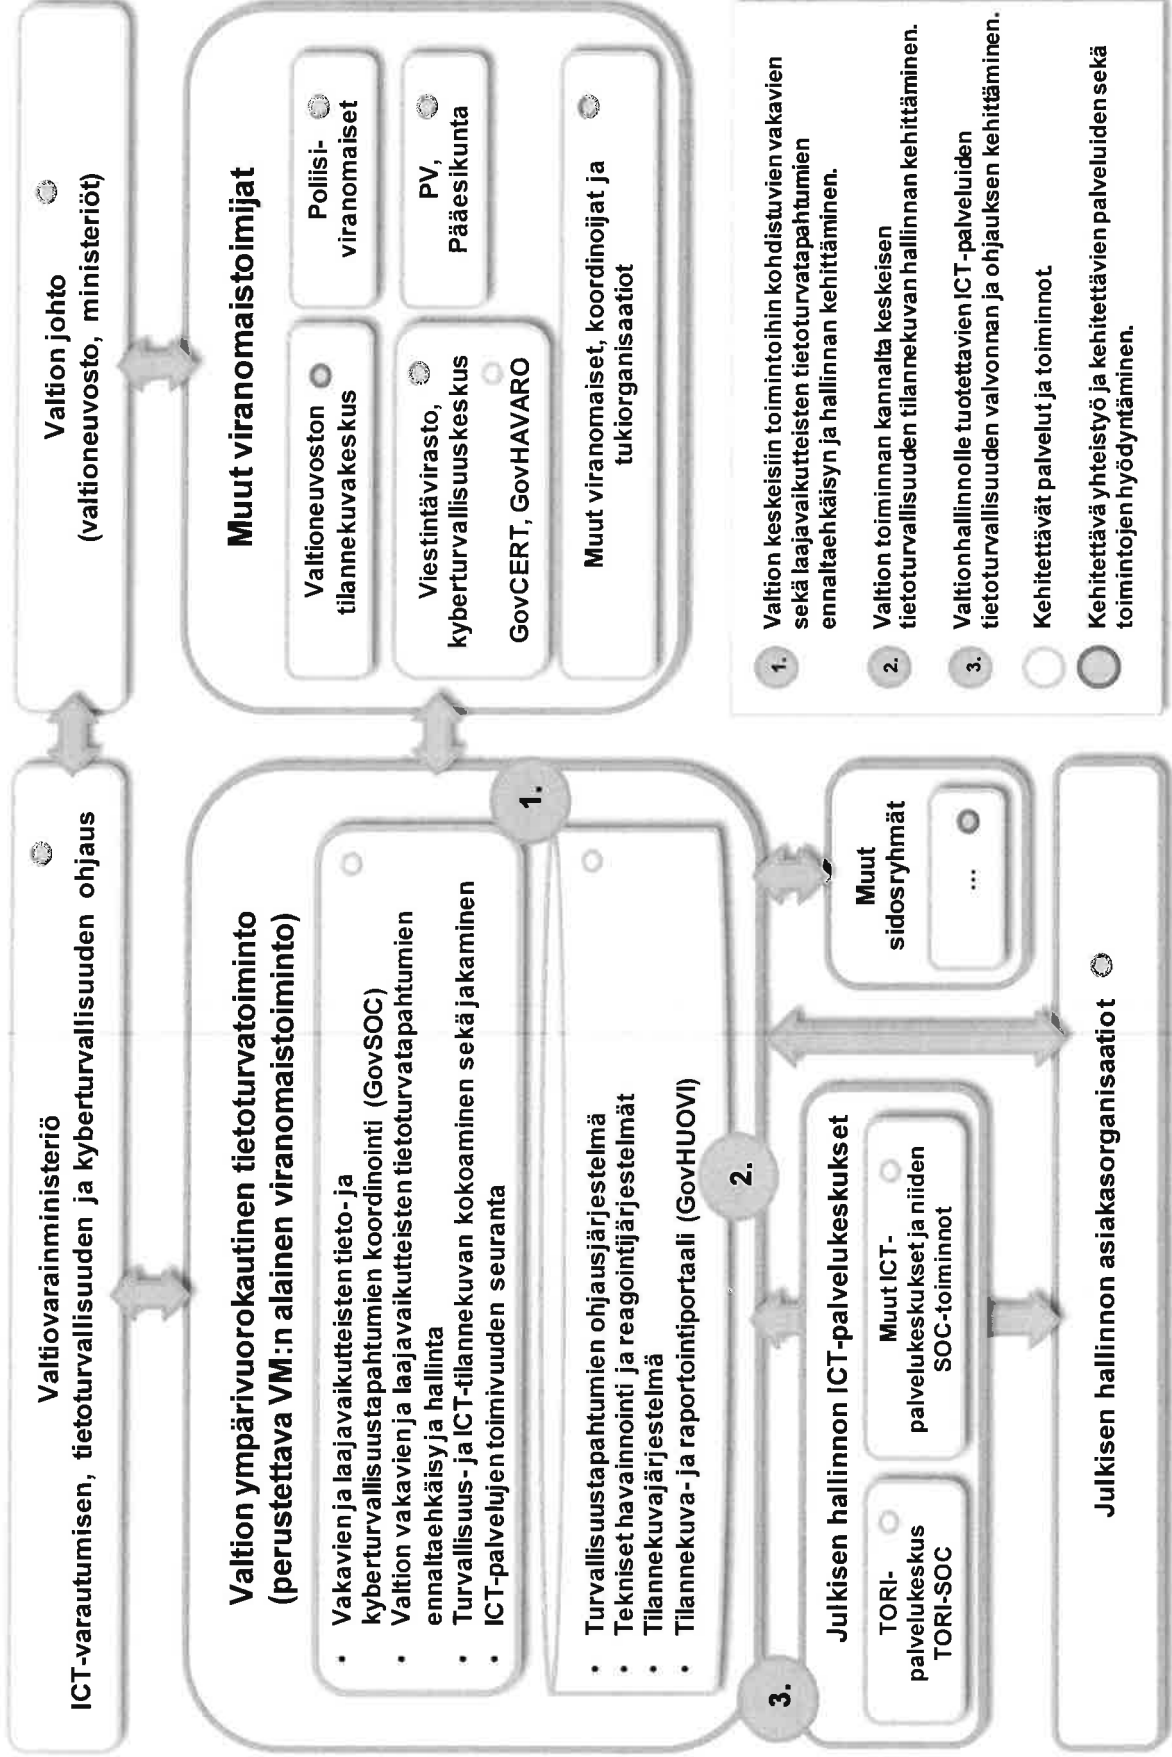 Valtiovarainministeriö
ICT-varautumisen, tietoturvallisuuden ja kyberturvallisuuden ohjaus
Valtion johto
(valtioneuvosto, ministeriöt)
Valtion ympärivuorokautinen tietoturvatoiminto
(perustettava VM:n alainen viranomaistoiminto)
• Vakavien ja laajavaikutteisten tieto- ja
kyberturvallisuustapahtumien koordinointi (GovSOC)
• Valtion vakavien ja laajavaikutteisten tietoturvatapahtumien
ennaltaehkäisy ja hallinta
• Turvallisuus- ja ICT-tilannekuvan kokoaminen sekä jakaminen
• ICT-palvelujen toimivuuden seuranta
1.
• Turvallisuustapahtumien ohjausjärjestelmä
• Tekniset havainnointi ja reagointijärjestelmät
• Tilannekuvajärjestelmä
• Tilannekuva- ja raportointiportaali (GovHUOVI)
2.
3.
Muut viranomaistoimijat
Valtioneuvoston
tilannekuvakeskus
Poliisi-
viranomaiset
Viestintävirasto,
kyberturvallisuuskeskus
GovCERT, GovHAVARO
PV,
Pääesikunta
Muut viranomaiset, koordinoijat ja
tukiorganisaatiot
Julkisen hallinnon ICT-palvelukeskukset
TORI-
palvelukeskus
TORI-SOC
Muut ICT-
palvelukeskukset ja niiden
SOC-toiminnot
Muut
sidosryhmät
...
Julkisen hallinnon asiakasorganisaatiot
1. Valtion keskeisiin toimintoihin kohdistuvien vakavien
sekä laajavaikutteisten tietoturvatapahtumien
ennaltaehkäisyn ja hallinnan kehittäminen.
2. Valtion toiminnan kannalta keskeisen
tietoturvallisuuden tilannekuvan hallinnan kehittäminen.
3. Valtionhallinnolle tuotettavien ICT-palveluiden
tietoturvallisuuden valvonnan ja ohjauksen kehittäminen.
Kehitettävät palvelut ja toiminnot.
Kehitettävä yhteistyö ja kehitettävien palveluiden sekä
toimintojen hyödyntäminen.